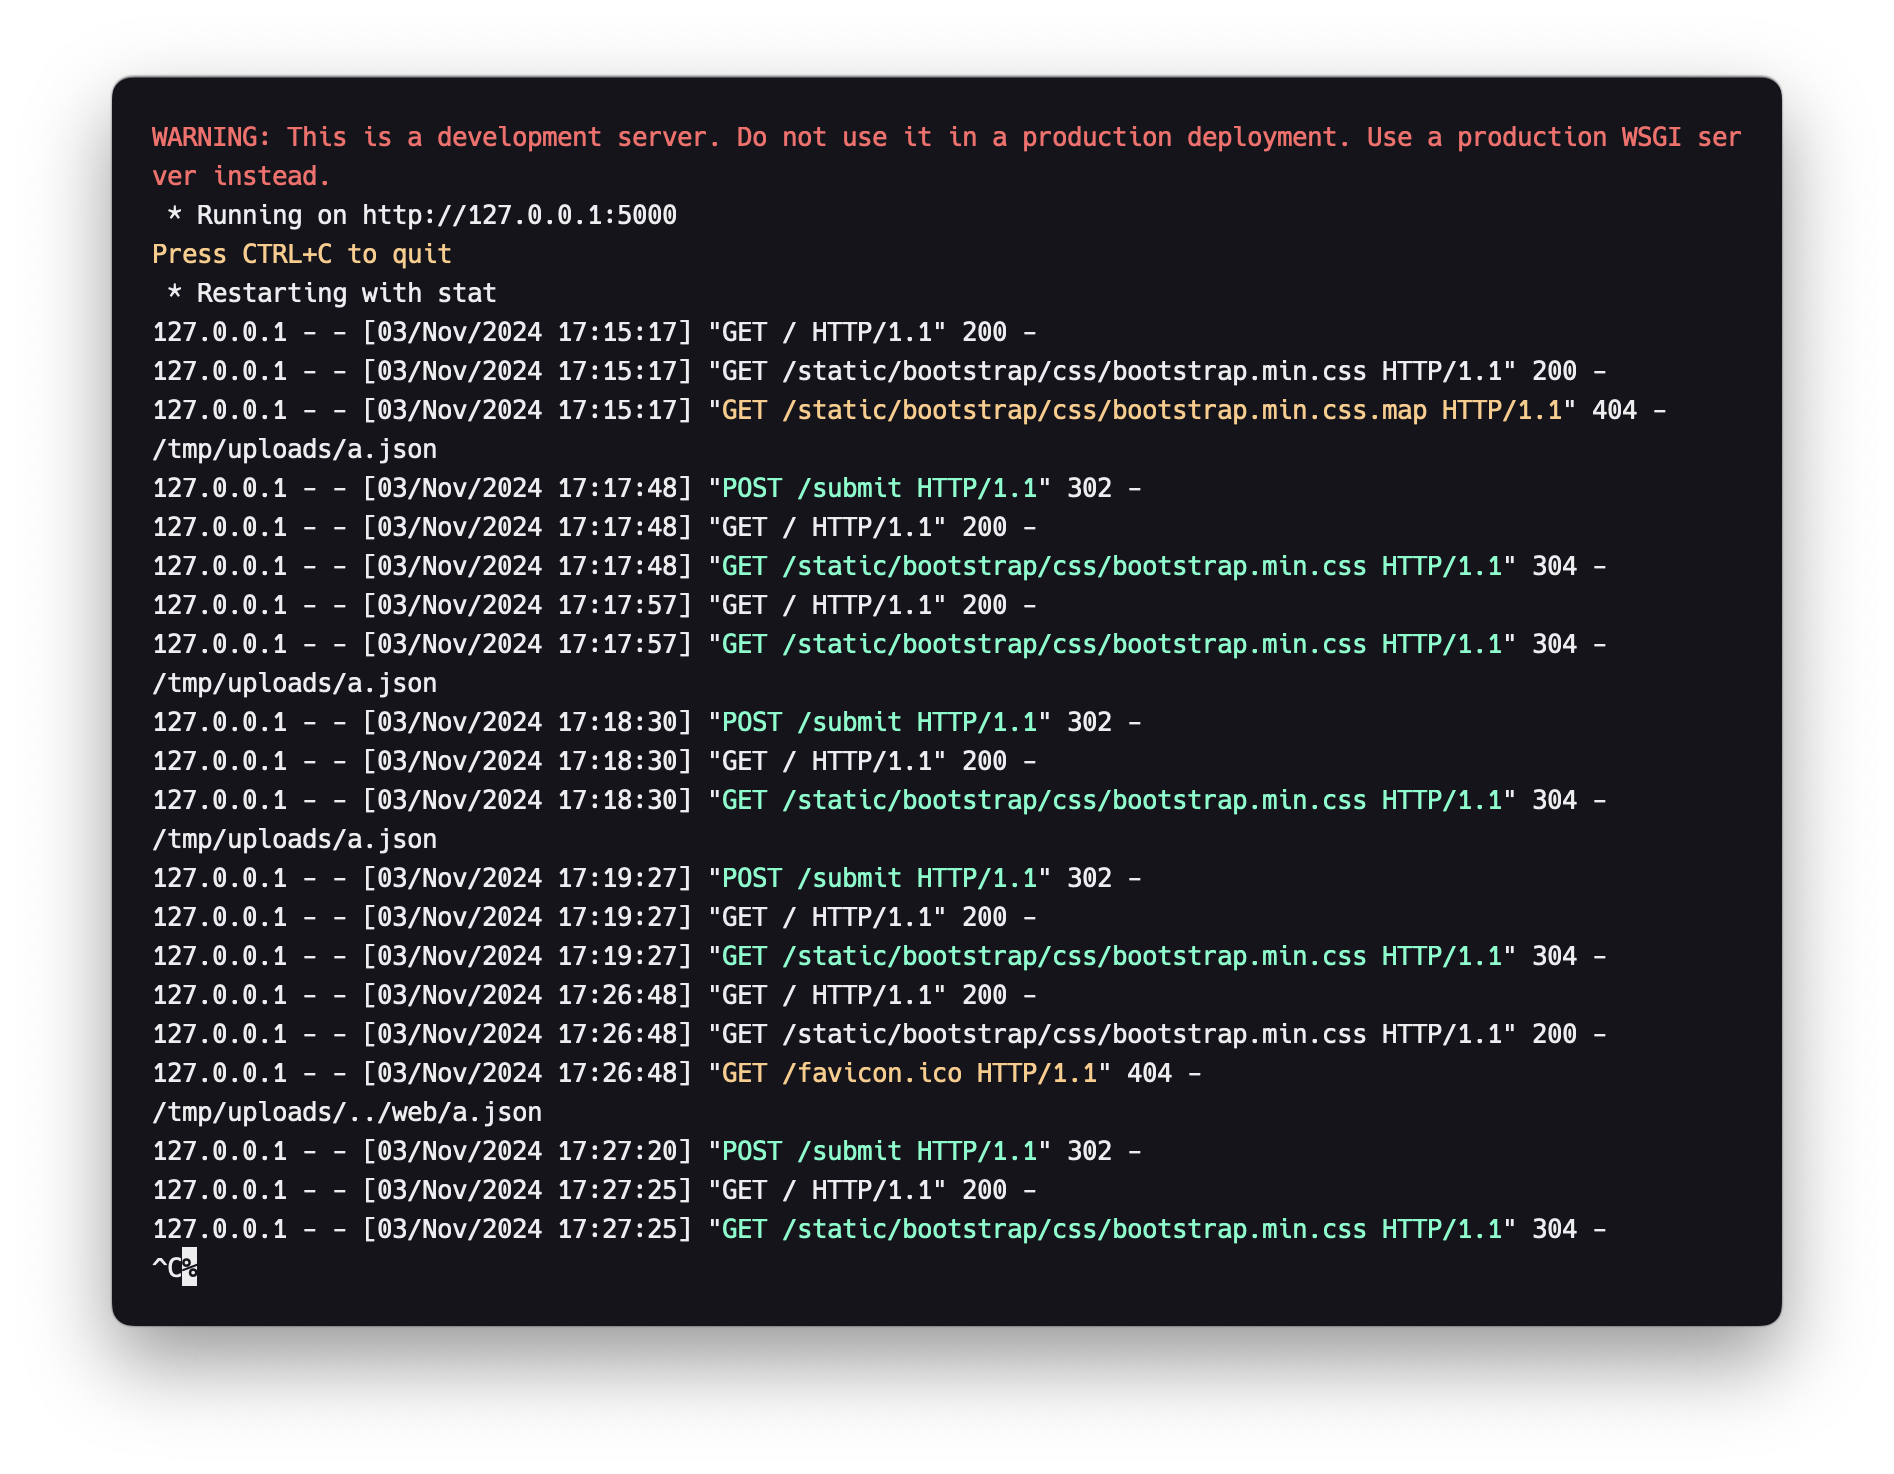 WARNING: This is a development server. Do not use it in a production deployment. Use a production WSGI ser
ver instead.
 * Running on http://127.0.0.1:5000
Press CTRL+C to quit
 * Restarting with stat
127.0.0.1 - - [03/Nov/2024 17:15:17] "GET / HTTP/1.1" 200 -
127.0.0.1 - - [03/Nov/2024 17:15:17] "GET /static/bootstrap/css/bootstrap.min.css HTTP/1.1" 200 -
127.0.0.1 - - [03/Nov/2024 17:15:17] "GET /static/bootstrap/css/bootstrap.min.css.map HTTP/1.1" 404 -
/tmp/uploads/a.json
127.0.0.1 - - [03/Nov/2024 17:17:48] "POST /submit HTTP/1.1" 302 -
127.0.0.1 - - [03/Nov/2024 17:17:48] "GET / HTTP/1.1" 200 -
127.0.0.1 - - [03/Nov/2024 17:17:48] "GET /static/bootstrap/css/bootstrap.min.css HTTP/1.1" 304 -
127.0.0.1 - - [03/Nov/2024 17:17:57] "GET / HTTP/1.1" 200 -
127.0.0.1 - - [03/Nov/2024 17:17:57] "GET /static/bootstrap/css/bootstrap.min.css HTTP/1.1" 304 -
/tmp/uploads/a.json
127.0.0.1 - - [03/Nov/2024 17:18:30] "POST /submit HTTP/1.1" 302 -
127.0.0.1 - - [03/Nov/2024 17:18:30] "GET / HTTP/1.1" 200 -
127.0.0.1 - - [03/Nov/2024 17:18:30] "GET /static/bootstrap/css/bootstrap.min.css HTTP/1.1" 304 -
/tmp/uploads/a.json
127.0.0.1 - - [03/Nov/2024 17:19:27] "POST /submit HTTP/1.1" 302 -
127.0.0.1 - - [03/Nov/2024 17:19:27] "GET / HTTP/1.1" 200 -
127.0.0.1 - - [03/Nov/2024 17:19:27] "GET /static/bootstrap/css/bootstrap.min.css HTTP/1.1" 304 -
127.0.0.1 - - [03/Nov/2024 17:26:48] "GET / HTTP/1.1" 200 -
127.0.0.1 - - [03/Nov/2024 17:26:48] "GET /static/bootstrap/css/bootstrap.min.css HTTP/1.1" 200 -
127.0.0.1 - - [03/Nov/2024 17:26:48] "GET /favicon.ico HTTP/1.1" 404 -
/tmp/uploads/../web/a.json
127.0.0.1 - - [03/Nov/2024 17:27:20] "POST /submit HTTP/1.1" 302 -
127.0.0.1 - - [03/Nov/2024 17:27:25] "GET / HTTP/1.1" 200 -
127.0.0.1 - - [03/Nov/2024 17:27:25] "GET /static/bootstrap/css/bootstrap.min.css HTTP/1.1" 304 -
^C%